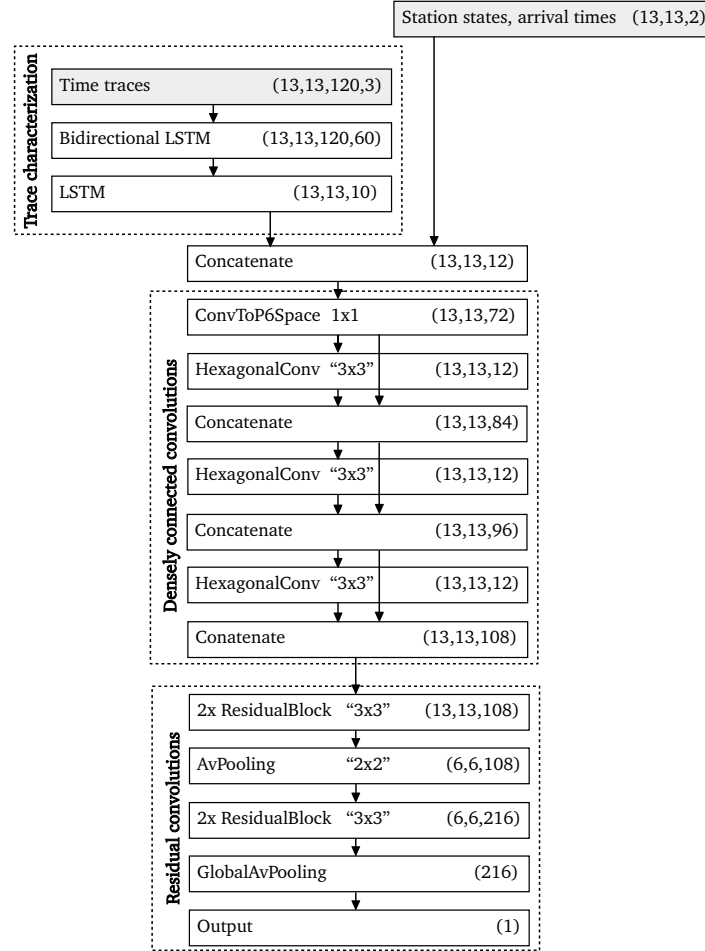 Station states, arrival times (13,13,2)
Trace characterization
Time traces (13,13,120,3)
Bidirectional LSTM (13,13,120,60)
LSTM (13,13,10)
Concatenate (13,13,12)
Densely connected convolutions
ConvToP6Space 1x1 (13,13,72)
HexagonalConv “3x3” (13,13,12)
Concatenate (13,13,84)
HexagonalConv “3x3” (13,13,12)
Concatenate (13,13,96)
HexagonalConv “3x3” (13,13,12)
Conatenate (13,13,108)
Residual convolutions
2x ResidualBlock “3x3” (13,13,108)
AvPooling “2x2” (6,6,108)
2x ResidualBlock “3x3” (6,6,216)
GlobalAvPooling (216)
Output (1)